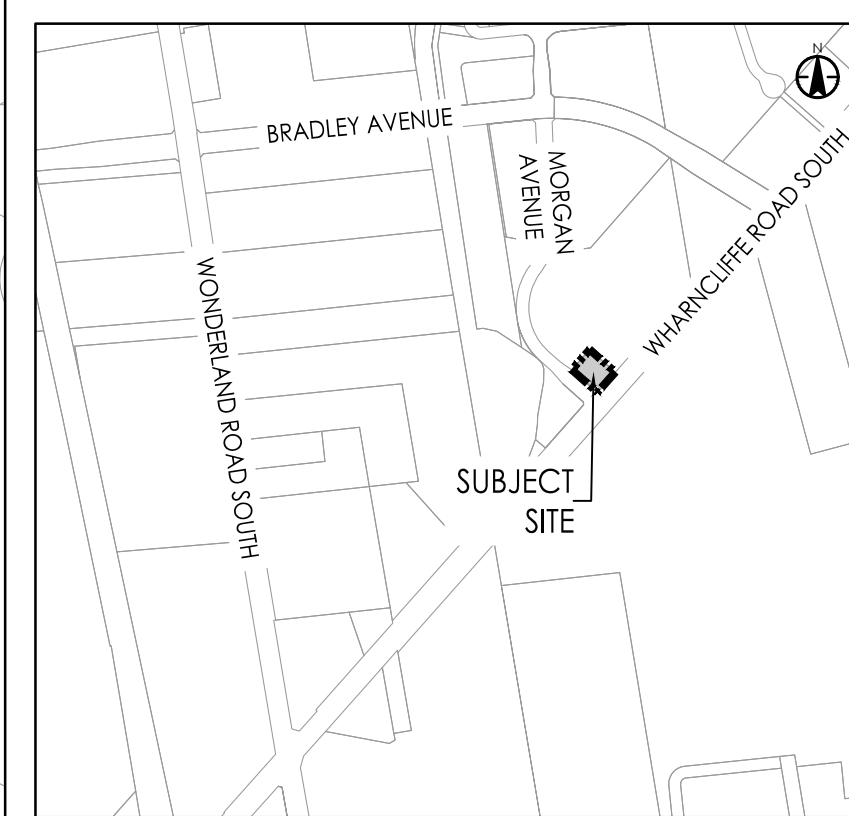 N
BRADLEY AVENUE
MORGAN
AVENUE
WHARNCLIFFE ROAD SOUTH
WONDERLAND ROAD SOUTH
SUBJECT
SITE